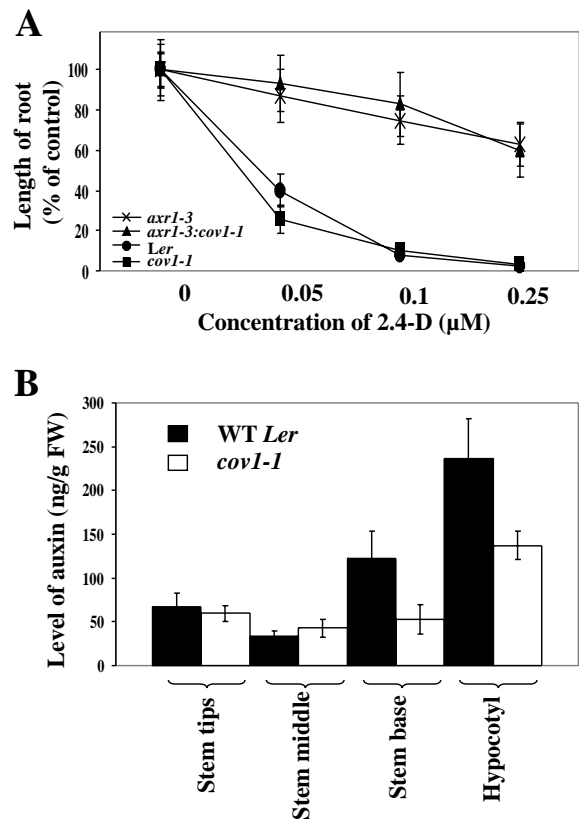 A
Length of root
(% of control)
100
80
60
40
20
0
axr1-3
axr1-3:cov1-1
Ler
cov1-1
0 0.05 0.1 0.25
Concentration of 2.4-D (µM)
B
Level of auxin (ng/g FW)
300
250
200
150
100
50
0
WT Ler
cov1-1
Stem tips
Stem middle
Stem base
Hypocotyl